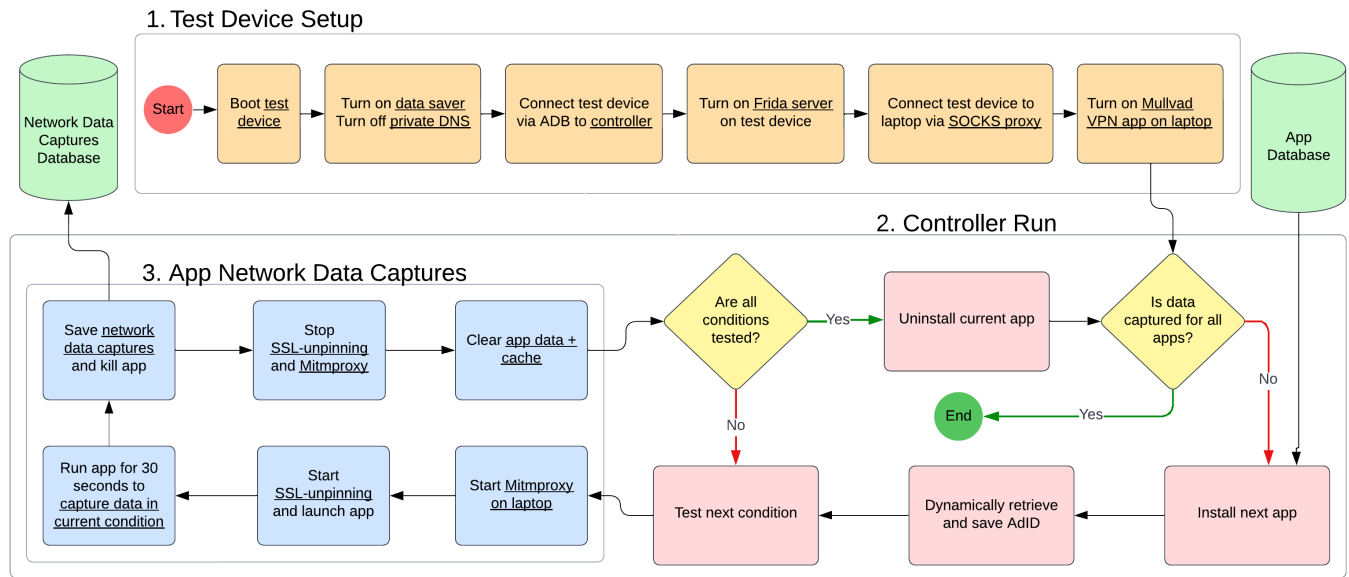 1. Test Device Setup
Network Data
Captures
Database
Start
Boot test
device
Turn on data saver
Turn off private DNS
Connect test device
via ADB to controller
Turn on Frida server
on test device
Connect test device to
laptop via SOCKS proxy
Turn on Mullvad
VPN app on laptop
App
Database
2. Controller Run
3. App Network Data Captures
Save network
data captures
and kill app
Stop
SSL-unpinning
and Mitmproxy
Clear app data +
cache
Are all
conditions
tested?
Yes
Uninstall current app
Is data
captured for all
apps?
No
End
Yes
No
Run app for 30
seconds to
capture data in
current condition
Start
SSL-unpinning
and launch app
Start Mitmproxy
on laptop
Test next condition
Dynamically retrieve
and save AdID
Install next app